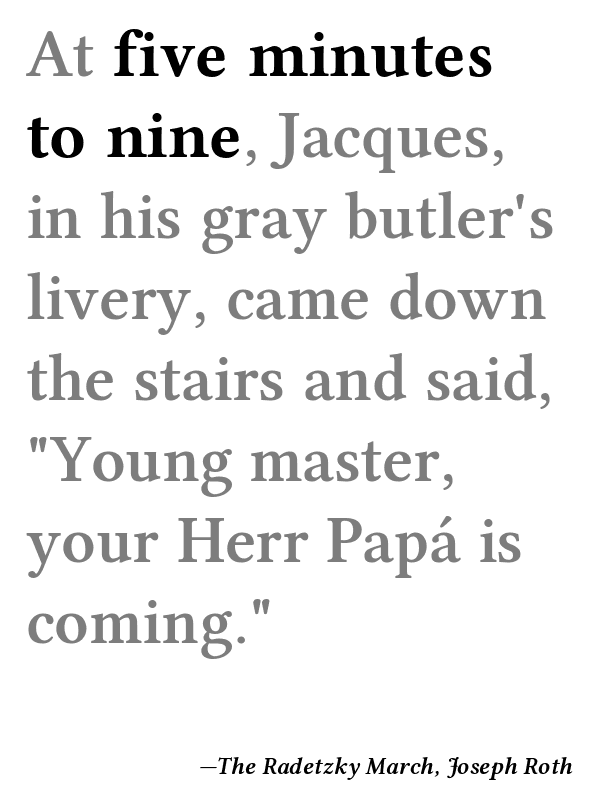 At five minutes
to nine, Jacques,
in his gray butler's
livery, came down
the stairs and said,
"Young master,
your Herr Papá is
coming."
—The Radetzky March, Joseph Roth